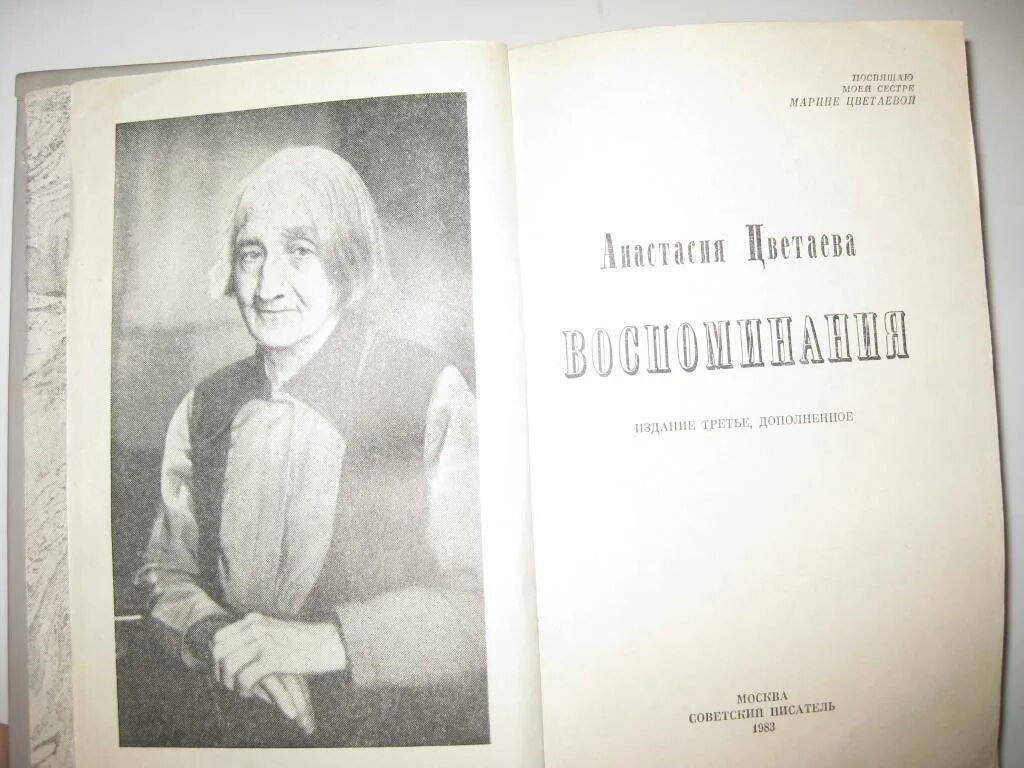 ПОСВЯЩАЮ
МОЕЙ СЕСТРЕ
МАРИНЕ ЦВЕТАЕВОЙ
Анастасия Цветаева
ВОСПОМИНАНИЯ
ИЗДАНИЕ ТРЕТЬЕ, ДОПОЛНЕННОЕ
МОСКВА
СОВЕТСКИЙ ПИСАТЕЛЬ
1983